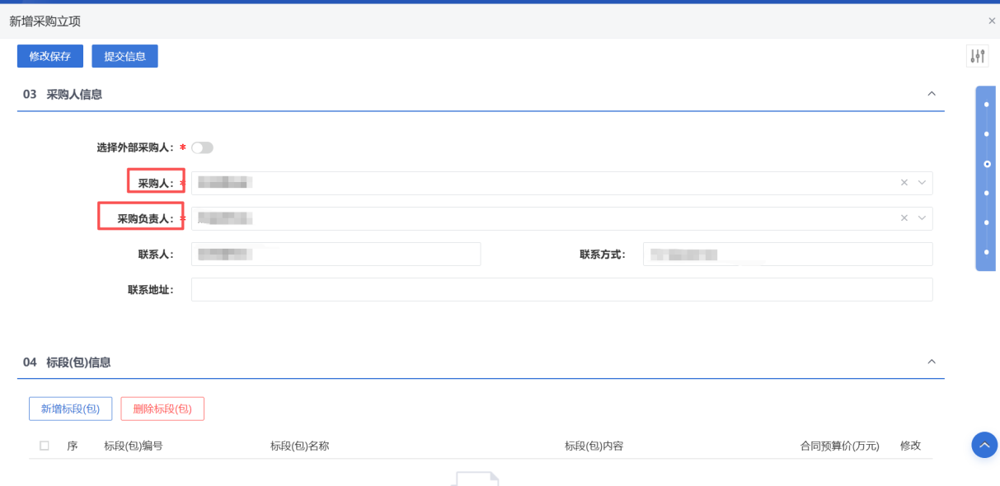 新增采购立项
×
修改保存 提交信息
03 采购人信息
选择外部采购人： *
采购人： *
采购负责人： *
联系人： 联系方式：
联系地址：
04 标段(包)信息
新增标段(包) 删除标段(包)
序 标段(包)编号 标段(包)名称 标段(包)内容 合同预算价(万元) 修改